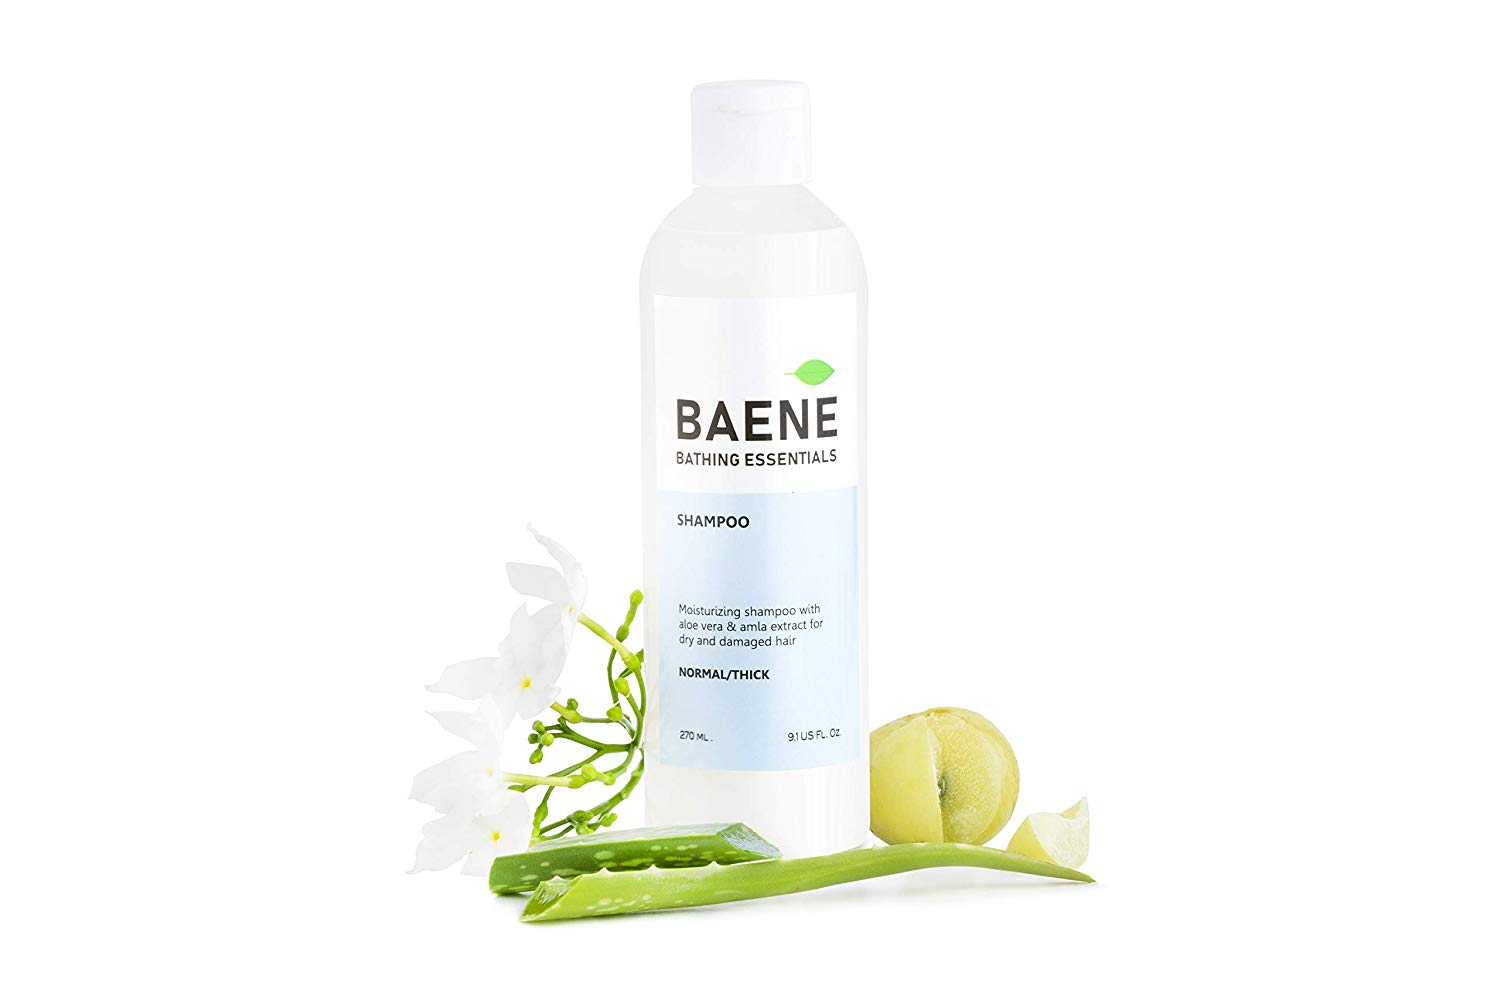 BAENE
BATHING ESSENTIALS
SHAMPOO
Moisturizing shampoo with
aloe vera & amla extract for
dry and damaged hair
NORMAL/THICK
270 ML .
9.1 US FL. Oz.